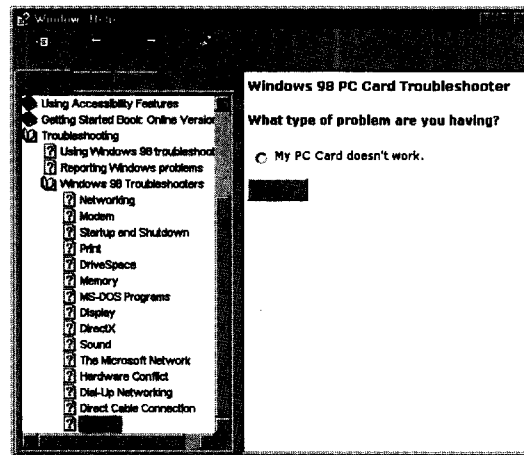 Windows Help
Using Accessibility Features
Getting Started Book: Online Version
Troubleshooting
Using Windows 98 troubleshoot
Reporting Windows problems
Windows 98 Troubleshooters
Networking
Modem
Startup and Shutdown
Print
DriveSpace
Memory
MS-DOS Programs
Display
DirectX
Sound
The Microsoft Network
Hardware Conflict
Dial-Up Networking
Direct Cable Connection
Windows 98 PC Card Troubleshooter
What type of problem are you having?
My PC Card doesn't work.